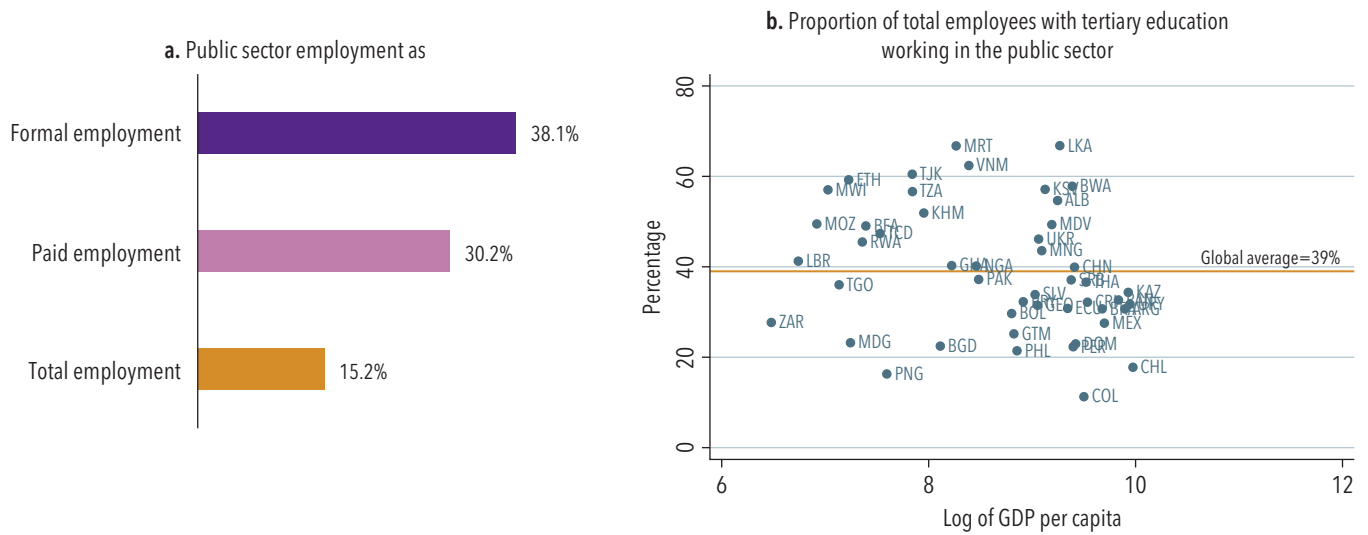 a. Public sector employment as
Formal employment
38.1%
Paid employment
30.2%
Total employment
15.2%
b. Proportion of total employees with tertiary education
working in the public sector
Percentage
80
60
40
20
0
MRT
LKA
VNM
TJK
ETH
MWI
TZA
BWA
ALB
KHM
MOZ
BFA
TCD
RWA
MDV
UKR
MNG
Global average=39%
LBR
GHA
NGA
CHN
PAK
TGO
SRB
THA
KAZ
SLV
GEO
ECU
BOL
ZAR
MEX
GTM
MDG
BGD
PHL
DOM
PER
PNG
CHL
COL
6
8
10
12
Log of GDP per capita